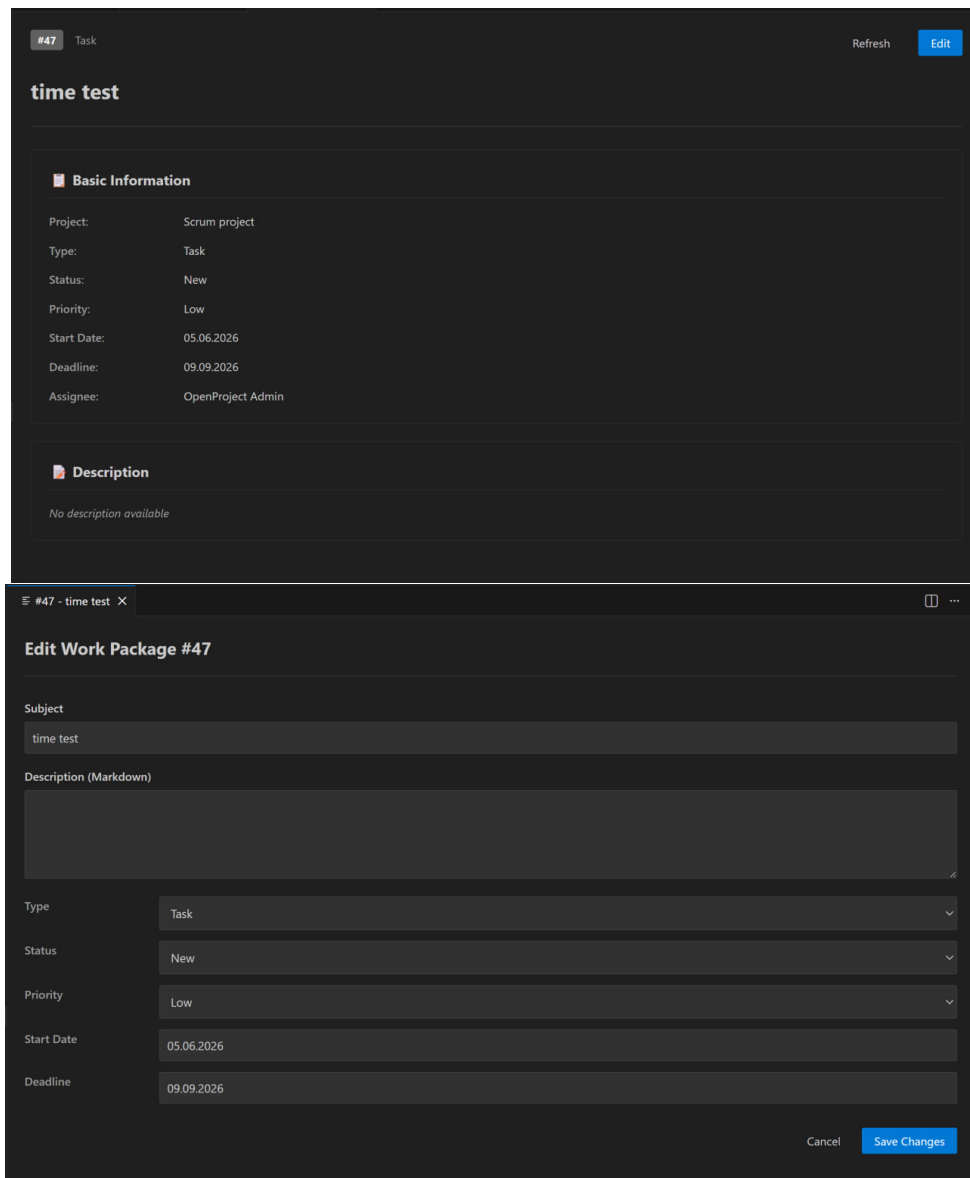 #47 Task Refresh Edit
time test
Basic Information
Project: Scrum project
Type: Task
Status: New
Priority: Low
Start Date: 05.06.2026
Deadline: 09.09.2026
Assignee: OpenProject Admin
Description
No description available
#47 - time test
Edit Work Package #47
Subject
time test
Description (Markdown)
Type Task
Status New
Priority Low
Start Date 05.06.2026
Deadline 09.09.2026
Cancel Save Changes